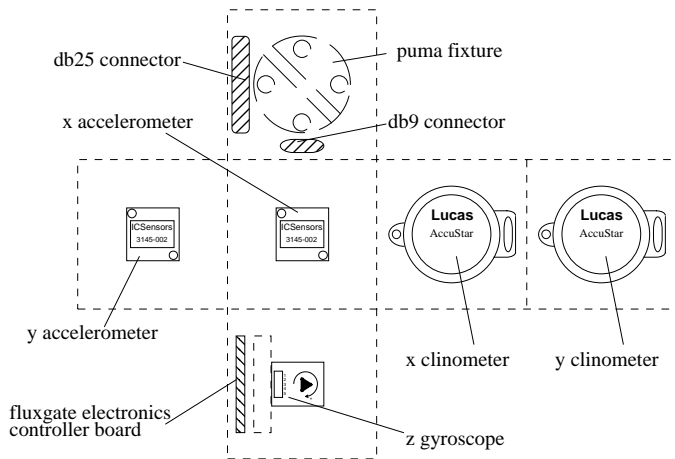 db25 connector
puma fixture
x accelerometer
db9 connector
ICSensors
3145-002
ICSensors
3145-002
Lucas
AccuStar
Lucas
AccuStar
y accelerometer
x clinometer
y clinometer
fluxgate electronics
controller board
z gyroscope